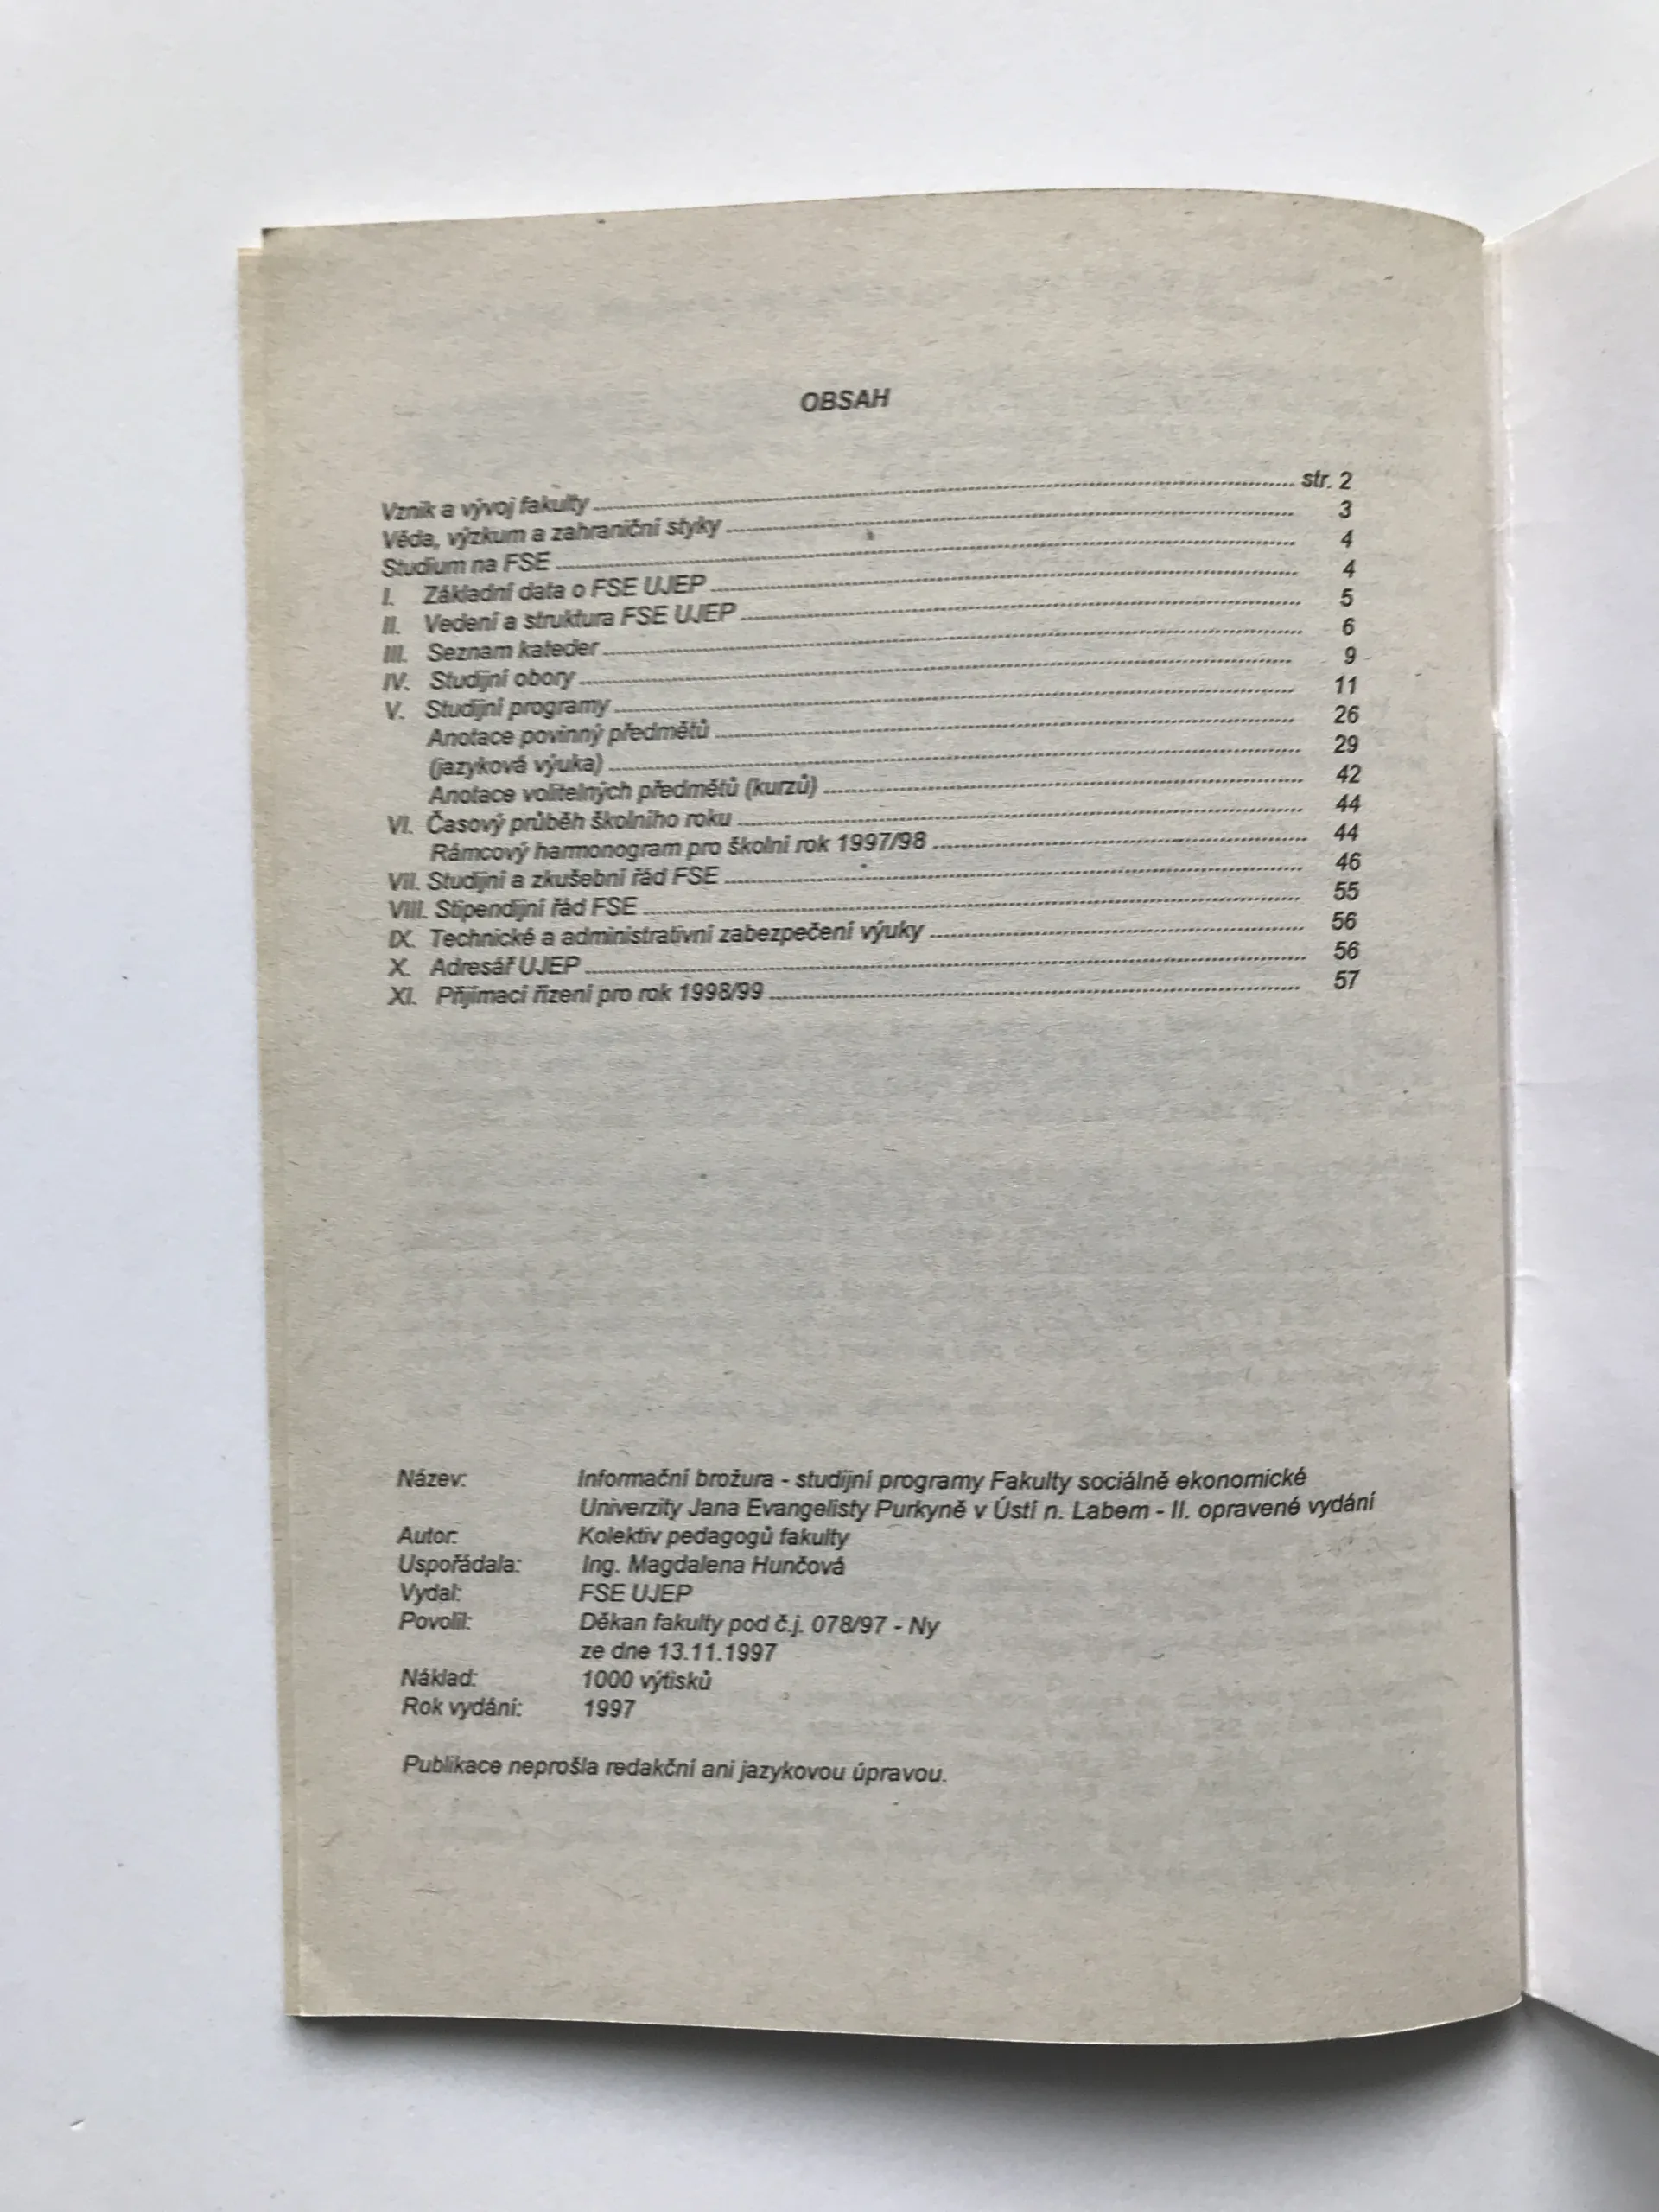 OBSAH
Vznik a vývoj fakulty ........ str. 2
Věda, výzkum a zahraniční styky ........ 3
Studium na FSE ........ 4
I. Základní data o FSE UJEP ........ 4
II. Vedení a struktura FSE UJEP ........ 5
III. Seznam kateder ........ 6
IV. Studijní obory ........ 9
V. Studijní programy ........ 11
Anotace povinný předmětů ........ 26
(jazyková výuka) ........ 29
Anotace volitelných předmětů (kurzů) ........ 42
VI. Časový průběh školního roku ........ 44
Rámcový harmonogram pro školní rok 1997/98 ........ 44
VII. Studijní a zkušební řád FSE ........ 46
VIII. Stipendijní řád FSE ........ 55
IX. Technické a administrativní zabezpečení výuky ........ 56
X. Adresář UJEP ........ 56
XI. Přijímací řízení pro rok 1998/99 ........ 57
Název: Informační brožura - studijní programy Fakulty sociálně ekonomické
Univerzity Jana Evangelisty Purkyně v Ústí n. Labem - II. opravené vydání
Autor: Kolektiv pedagogů fakulty
Uspořádala: Ing. Magdalena Hunčová
Vydal: FSE UJEP
Povolil: Děkan fakulty pod č.j. 078/97 - Ny
ze dne 13.11.1997
Náklad: 1000 výtisků
Rok vydání: 1997
Publikace neprošla redakční ani jazykovou úpravou.